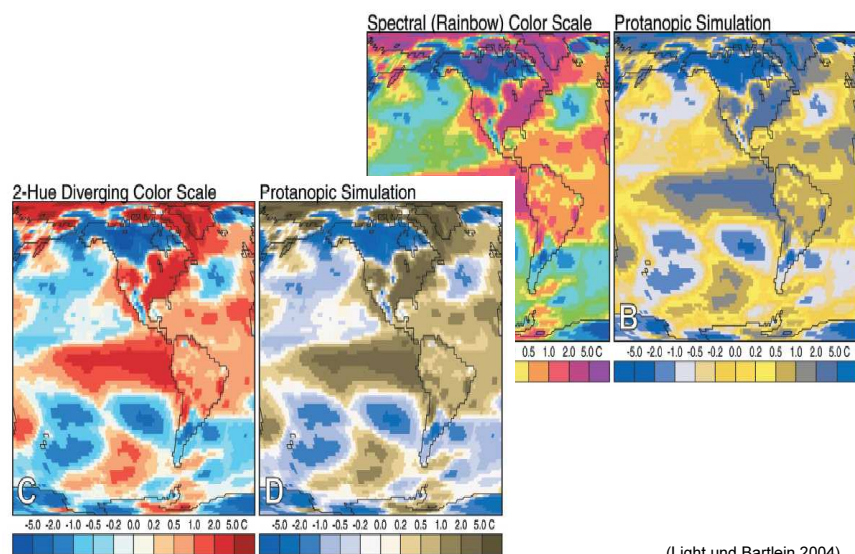 Spectral (Rainbow) Color Scale
Protanopic Simulation
0.5 1.0 2.0 5.0 C
B
-5.0 -2.0 -1.0 -0.5 -0.2 0.0 0.2 0.5 1.0 2.0 5.0 C
2-Hue Diverging Color Scale
Protanopic Simulation
C
D
-5.0 -2.0 -1.0 -0.5 -0.2 0.0 0.2 0.5 1.0 2.0 5.0 C
-5.0 -2.0 -1.0 -0.5 -0.2 0.0 0.2 0.5 1.0 2.0 5.0 C
(Light und Bartlein 2004)